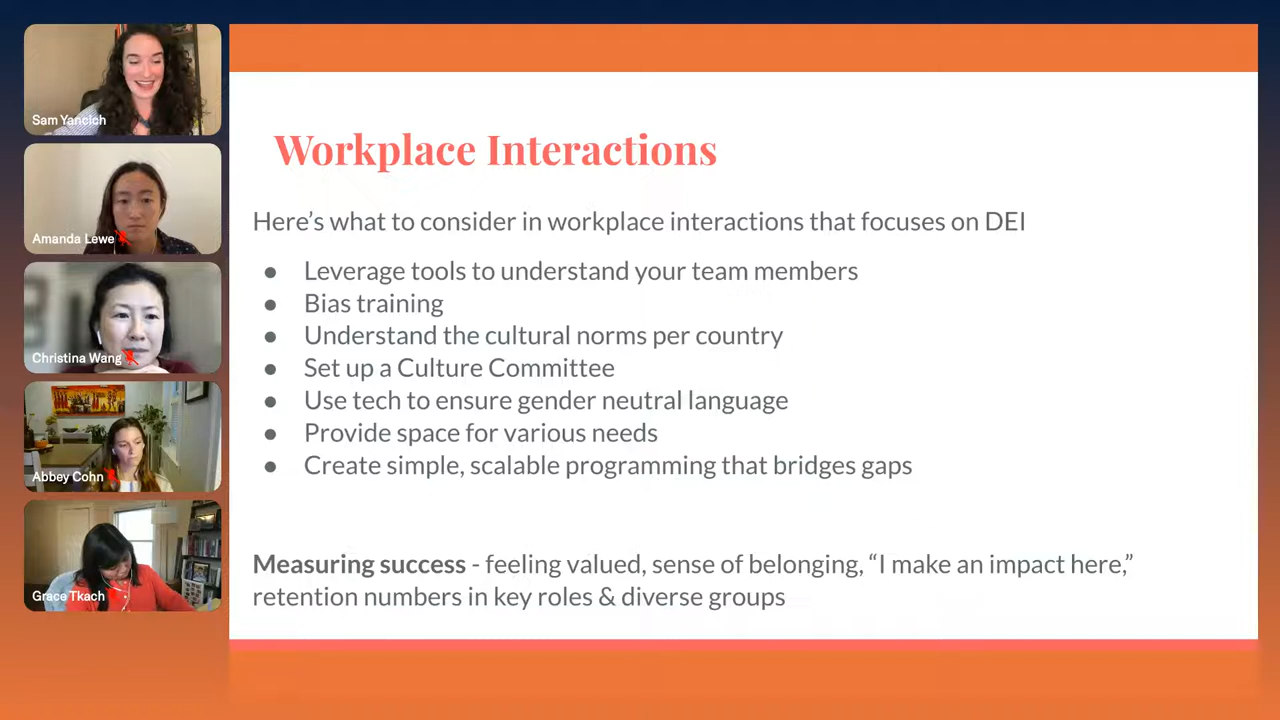 Sam Yancich
Amanda Lewe
Christina Wang
Abbey Cohn
Grace Tkach
Workplace Interactions
Here’s what to consider in workplace interactions that focuses on DEI
● Leverage tools to understand your team members
● Bias training
● Understand the cultural norms per country
● Set up a Culture Committee
● Use tech to ensure gender neutral language
● Provide space for various needs
● Create simple, scalable programming that bridges gaps
Measuring success - feeling valued, sense of belonging, “I make an impact here,”
retention numbers in key roles & diverse groups